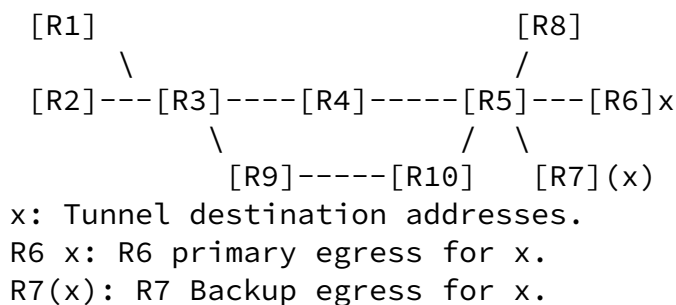 [R1] [R8]
\ /
[R2]---[R3]----[R4]-----[R5]---[R6]x
\ / \
[R9]-----[R10] [R7](x)
x: Tunnel destination addresses.
R6 x: R6 primary egress for x.
R7(x): R7 Backup egress for x.